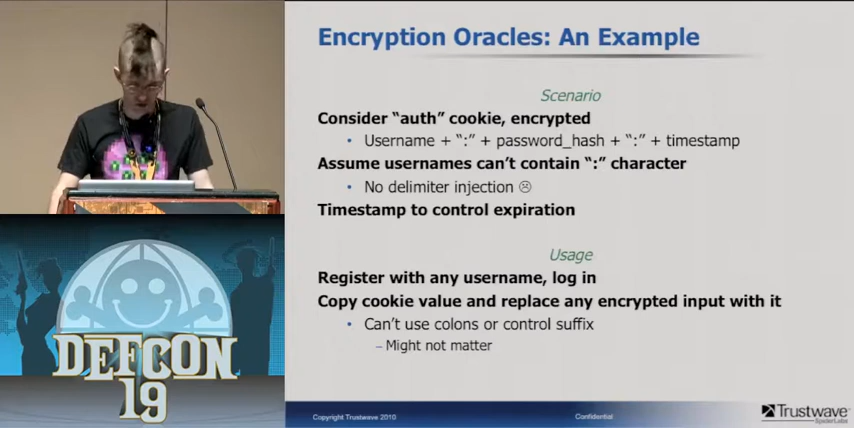 Encryption Oracles: An Example
Scenario
Consider “auth” cookie, encrypted
• Username + “:” + password_hash + “:” + timestamp
Assume usernames can’t contain “:” character
• No delimiter injection ☹
Timestamp to control expiration
Usage
Register with any username, log in
Copy cookie value and replace any encrypted input with it
• Can’t use colons or control suffix
– Might not matter
DEFCON
19
Copyright Trustwave 2010
Confidential
Trustwave®
SpiderLabs